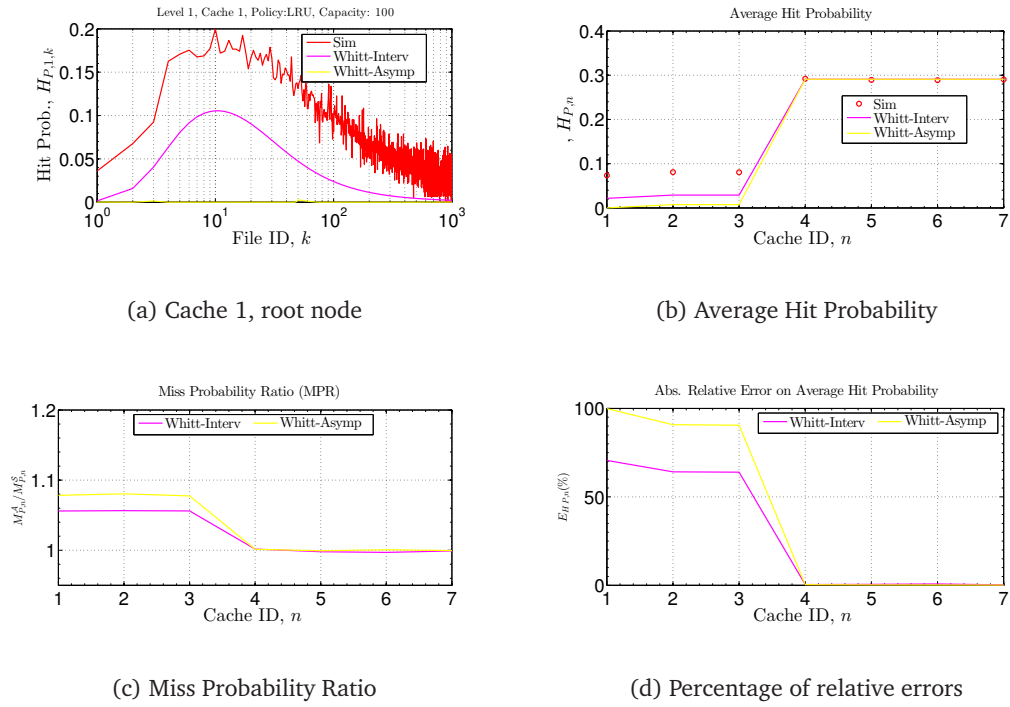 Level 1, Cache 1, Policy:LRU, Capacity: 100
0.2
0.15
0.1
0.05
0
Hit Prob., H_{P,1,k}
Sim
Whitt-Interv
Whitt-Asymp
10^0
10^1
10^2
10^3
File ID, k
(a) Cache 1, root node
Average Hit Probability
0.4
0.3
0.2
0.1
0
, H_{P,n}
Sim
Whitt-Interv
Whitt-Asymp
1 2 3 4 5 6 7
Cache ID, n
(b) Average Hit Probability
Miss Probability Ratio (MPR)
1.2
1.1
1
M^A_{P,n}/M^S_{P,n}
Whitt-Interv Whitt-Asymp
1 2 3 4 5 6 7
Cache ID, n
(c) Miss Probability Ratio
Abs. Relative Error on Average Hit Probability
100
50
0
E_{HP,n}(%)
Whitt-Interv Whitt-Asymp
1 2 3 4 5 6 7
Cache ID, n
(d) Percentage of relative errors